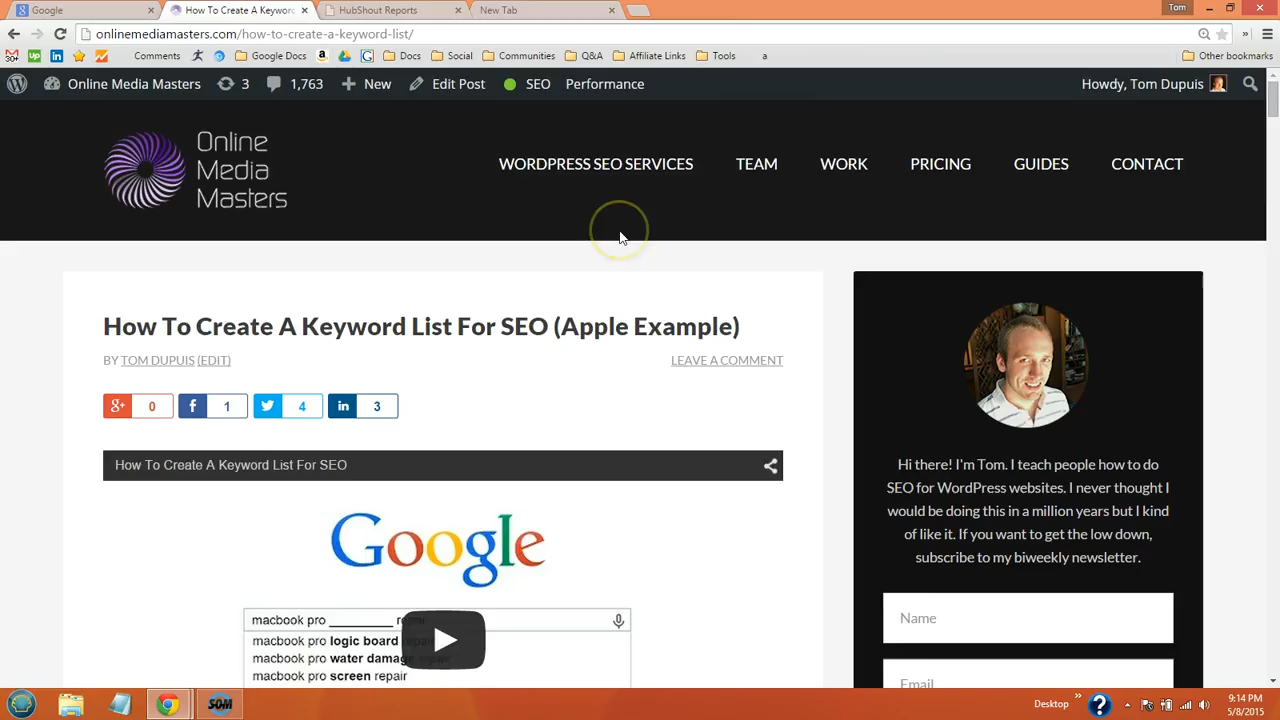 Google
How To Create A Keyword
HubShout Reports
New Tab
Tom
onlinemediamasters.com/how-to-create-a-keyword-list/
Comments
Google Docs
Docs
Social
Communities
Q&A
Affiliate Links
Tools
a
Other bookmarks
Online Media Masters
3
1,763
New
Edit Post
SEO
Performance
Howdy, Tom Dupuis
Online
Media
Masters
WORDPRESS SEO SERVICES
TEAM
WORK
PRICING
GUIDES
CONTACT
How To Create A Keyword List For SEO (Apple Example)
BY TOM DUPUIS (EDIT)
LEAVE A COMMENT
0
1
4
3
How To Create A Keyword List For SEO
Google
macbook pro _________
macbook pro logic board
macbook pro water damage
macbook pro screen repair
Hi there! I'm Tom. I teach people how to do
SEO for WordPress websites. I never thought I
would be doing this in a million years but I kind
of like it. If you want to get the low down,
subscribe to my biweekly newsletter.
Name
Email
SOM
Desktop
9:14 PM
5/8/2015